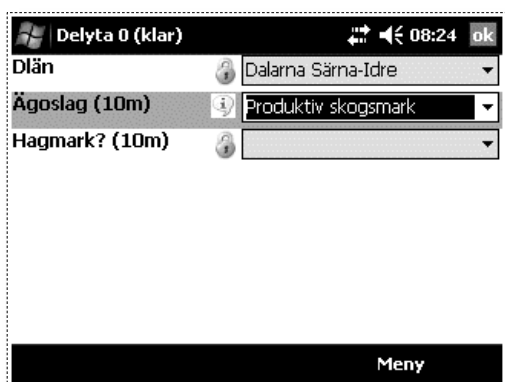 Delyta 0 (klar) 08:24 ok
Dlän Dalarna Särna-Idre
Ägoslag (10m) Produktiv skogsmark
Hagmark? (10m)
Meny